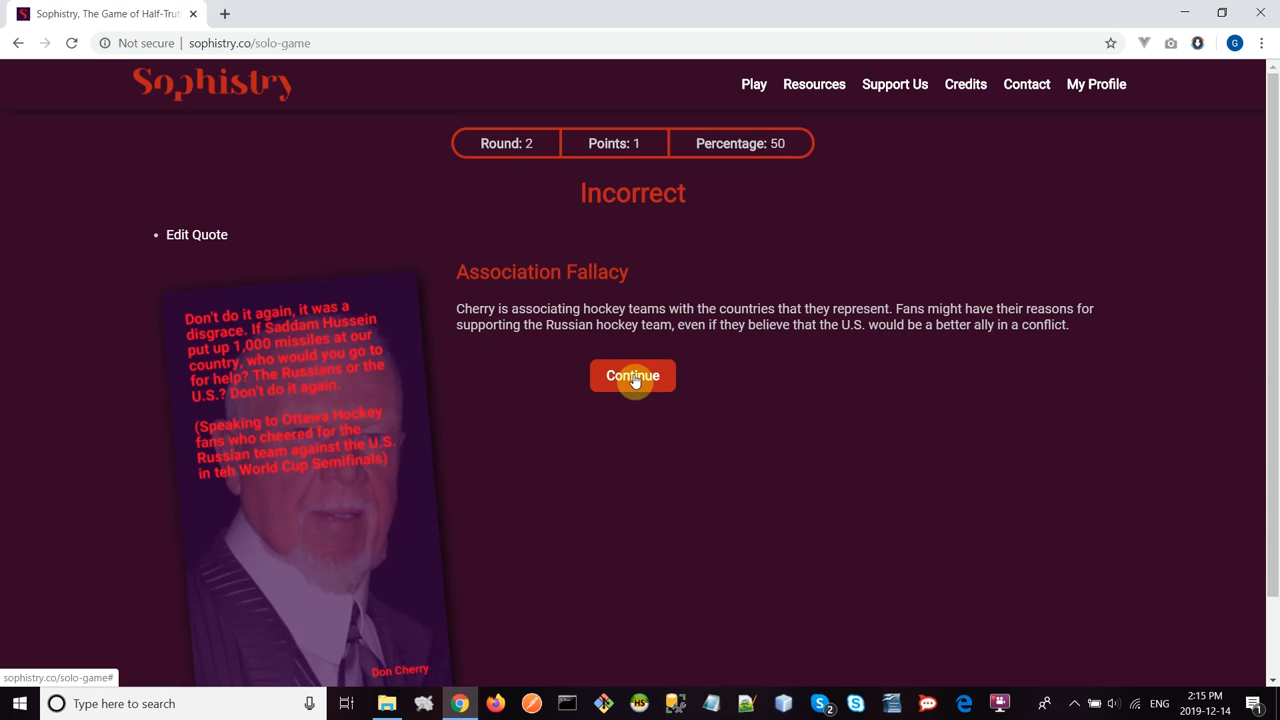 Sophistry, The Game of Half-Trut
Not secure
sophistry.co/solo-game
G
Sophistry
Play
Resources
Support Us
Credits
Contact
My Profile
Round: 2
Points: 1
Percentage: 50
Incorrect
• Edit Quote
Don't do it again, it was a
disgrace. If Saddam Hussein
put up 1,000 missiles at our
country, who would you go to
for help? The Russians or the
U.S.? Don't do it again.
(Speaking to Ottawa Hockey
fans who cheered for the
Russian team against the U.S.
in teh World Cup Semifinals)
Don Cherry
Association Fallacy
Cherry is associating hockey teams with the countries that they represent. Fans might have their reasons for
supporting the Russian hockey team, even if they believe that the U.S. would be a better ally in a conflict.
Continue
sophistry.co/solo-game#
Type here to search
HS
2
ENG
2:15 PM
2019-12-14
1